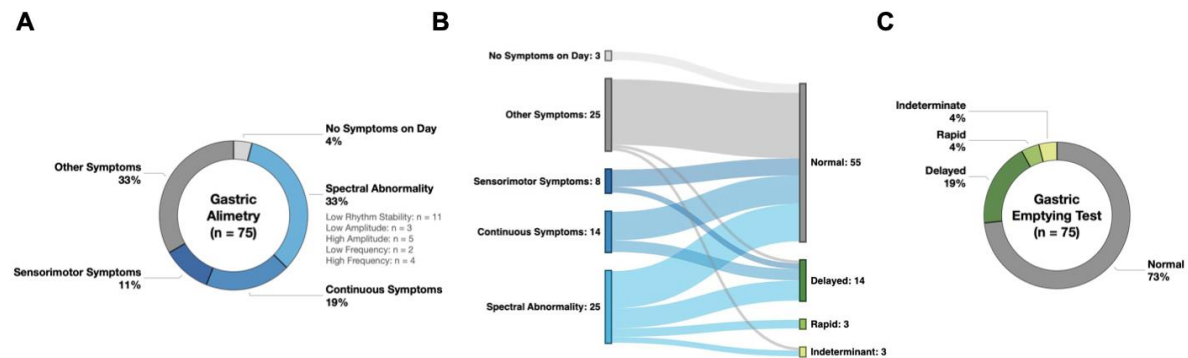 A
No Symptoms on Day
4%
Other Symptoms
33%
Spectral Abnormality
33%
Low Rhythm Stability: n = 11
Low Amplitude: n = 3
High Amplitude: n = 5
Low Frequency: n = 2
High Frequency: n = 4
Gastric
Alimetry
(n = 75)
Sensorimotor Symptoms
11%
Continuous Symptoms
19%
B
No Symptoms on Day: 3
Other Symptoms: 25
Sensorimotor Symptoms: 8
Continuous Symptoms: 14
Spectral Abnormality: 25
Normal: 55
Delayed: 14
Rapid: 3
Indeterminant: 3
C
Indeterminate
4%
Rapid
4%
Delayed
19%
Gastric
Emptying Test
(n = 75)
Normal
73%